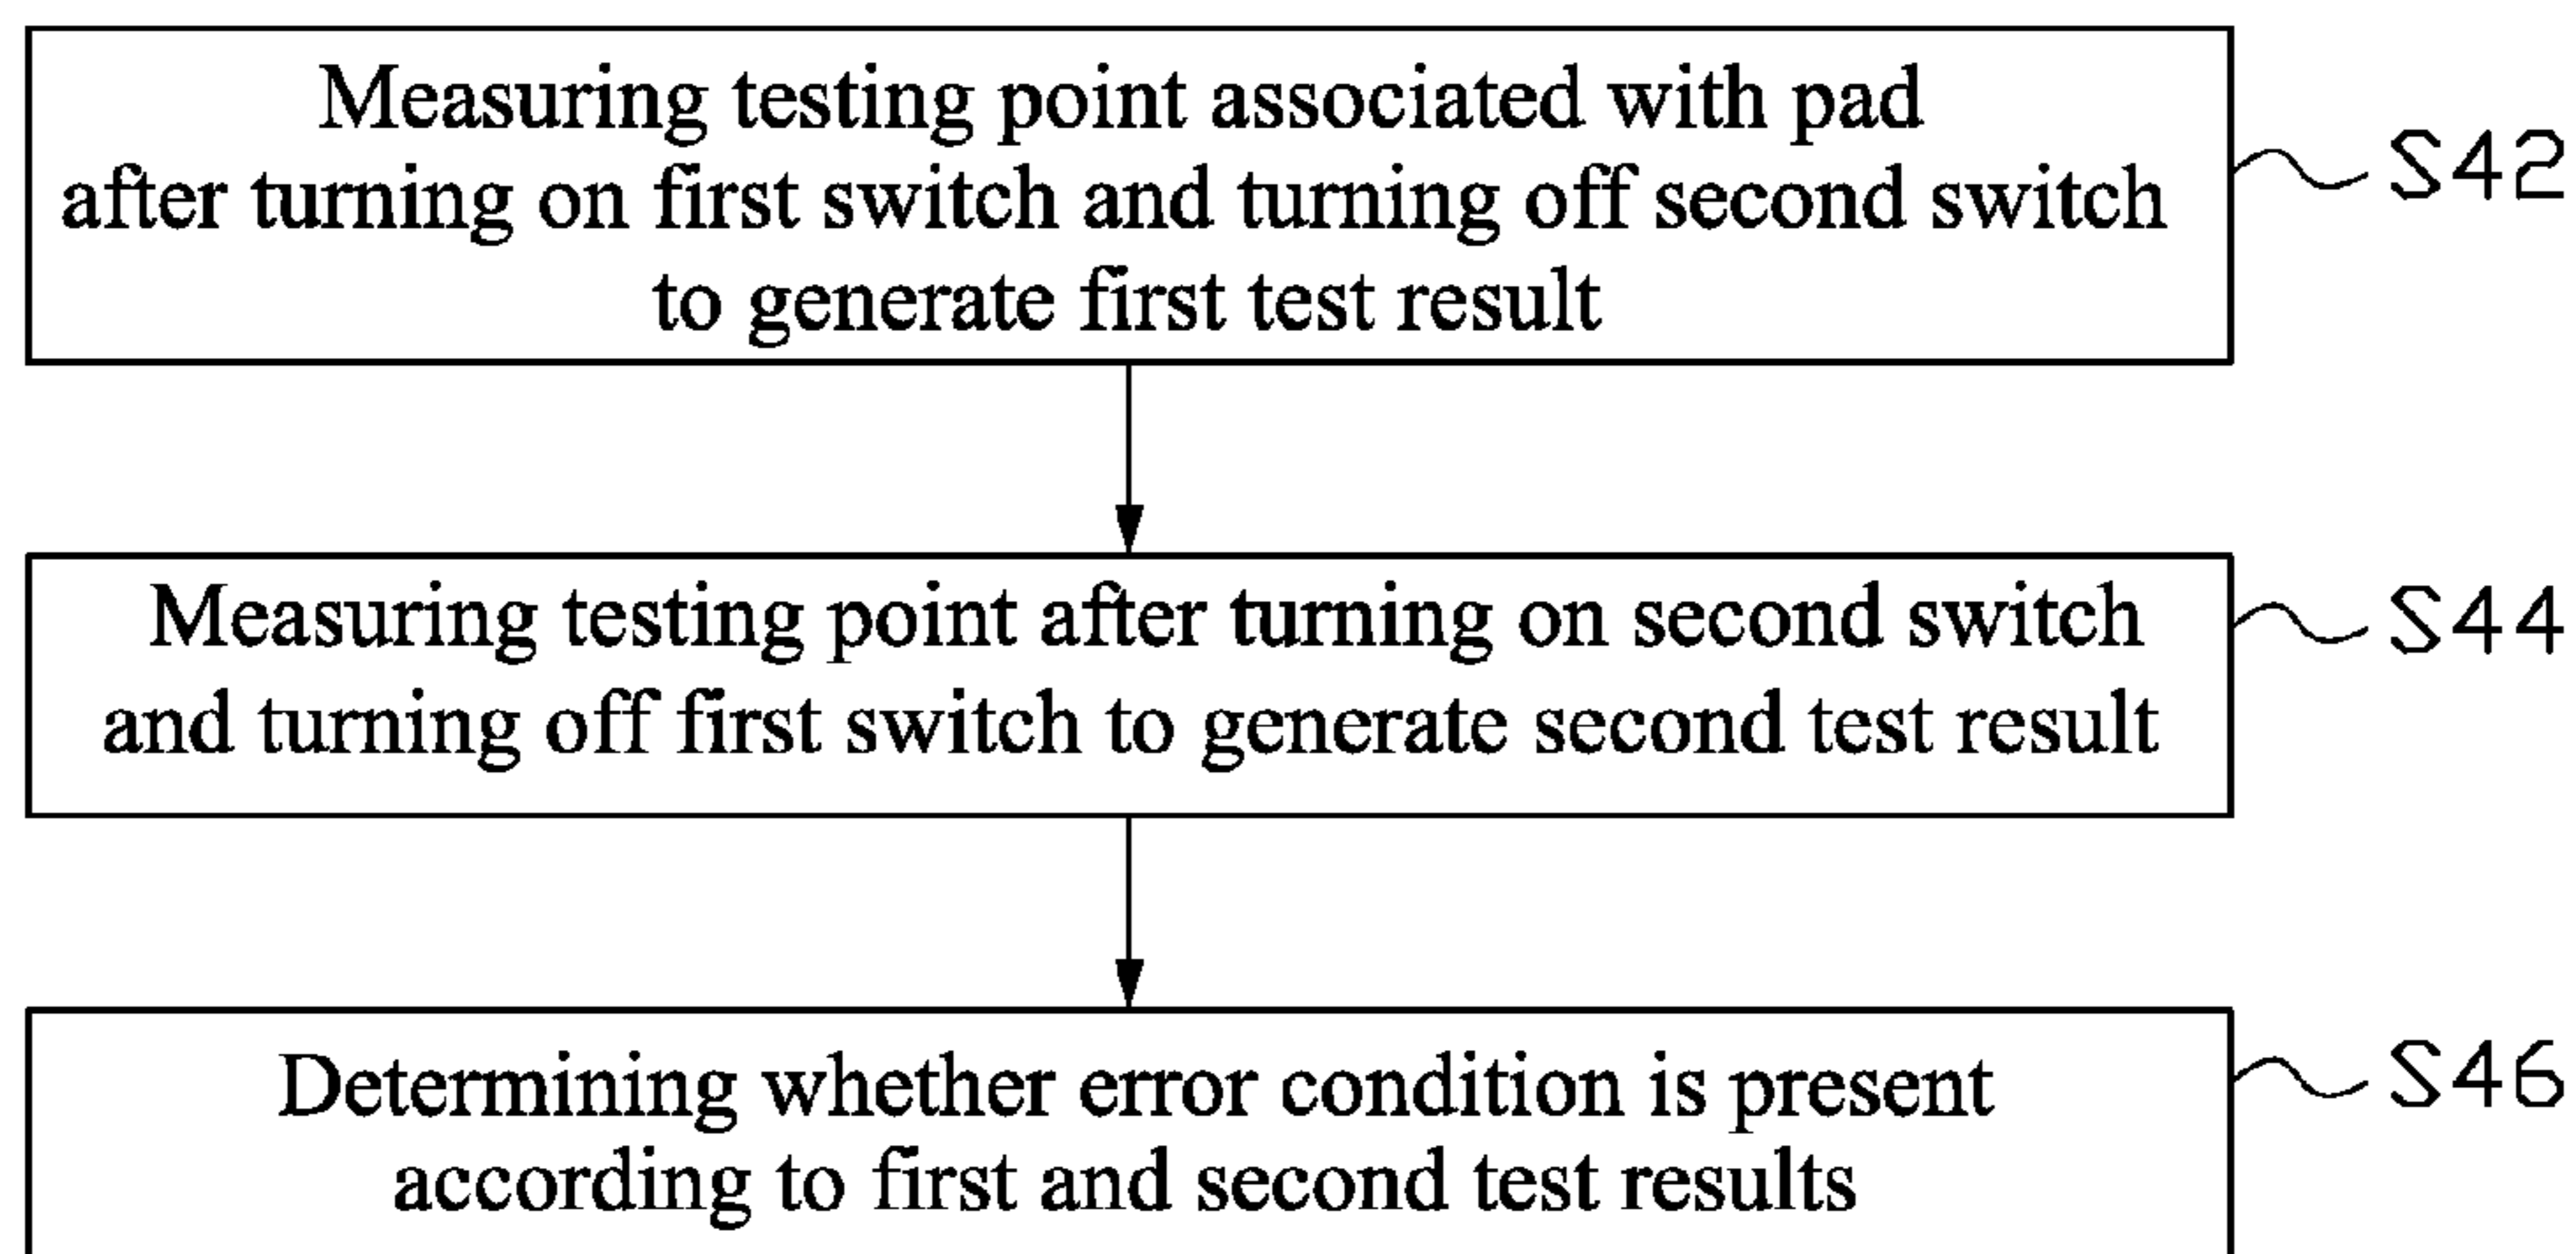 Measuring testing point associated with pad
after turning on first switch and turning off second switch
to generate first test result
S42
Measuring testing point after turning on second switch
and turning off first switch to generate second test result
S44
Determining whether error condition is present
according to first and second test results
S46